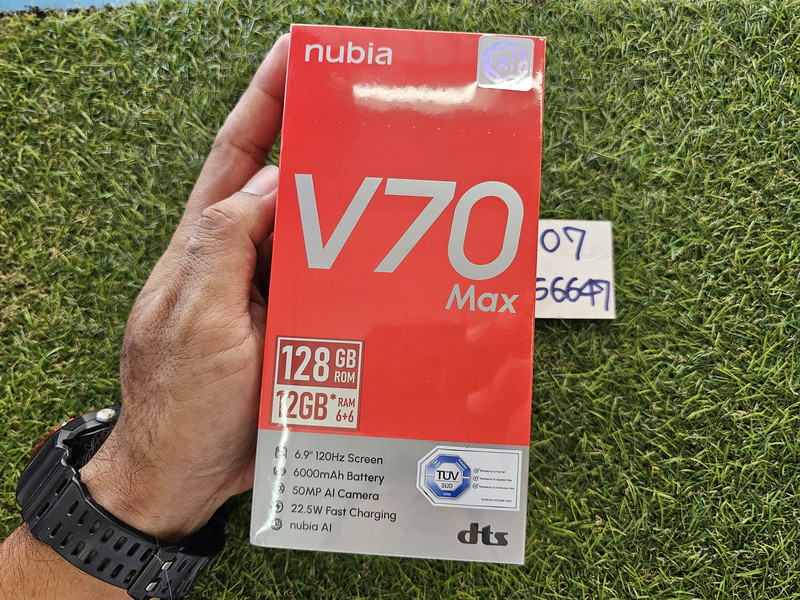 nubia
Ai
V70
Max
07
56647
128 GB
ROM
12GB* RAM
6+6
6.9" 120Hz Screen
6000mAh Battery
50MP AI Camera
22.5W Fast Charging
nubia AI
TÜV
SÜD
dts